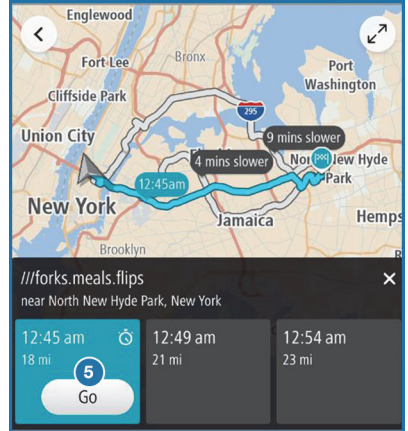 Englewood
Bronx
Fort Lee
Port
Washington
Cliffside Park
295
Union City
9 mins slower
4 mins slower
New Hyde
Park
12:45am
New York
Jamaica
Hemps
Brooklyn
///forks.meals.flips
near North New Hyde Park, New York
12:45 am
12:49 am
12:54 am
18 mi
21 mi
23 mi
5
Go